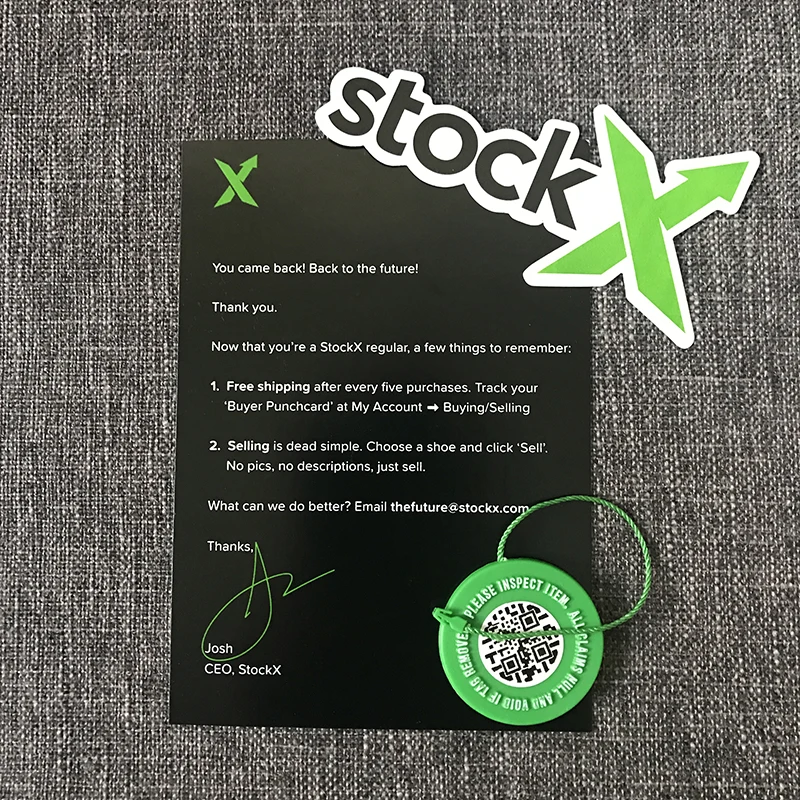 stockX
You came back! Back to the future!
Thank you.
Now that you're a StockX regular, a few things to remember:
1. Free shipping after every five purchases. Track your
'Buyer Punchcard' at My Account ➡ Buying/Selling
2. Selling is dead simple. Choose a shoe and click 'Sell'.
No pics, no descriptions, just sell.
What can we do better? Email thefuture@stockx.com
Thanks,
Josh
CEO, StockX
PLEASE INSPECT ITEM. ALL CLAIMS NULL AND VOID IF TAG REMOVED